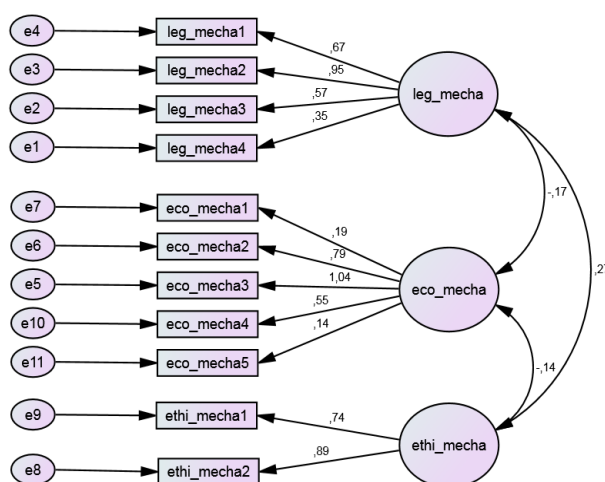 e4 leg_mecha1 ,67
e3 leg_mecha2 ,95 leg_mecha
e2 leg_mecha3 ,57
e1 leg_mecha4 ,35
-,17
e7 eco_mecha1 ,19
e6 eco_mecha2 ,79
e5 eco_mecha3 1,04 eco_mecha
e10 eco_mecha4 ,55
e11 eco_mecha5 ,14
-,14
e9 ethi_mecha1 ,74
ethi_mecha
e8 ethi_mecha2 ,89